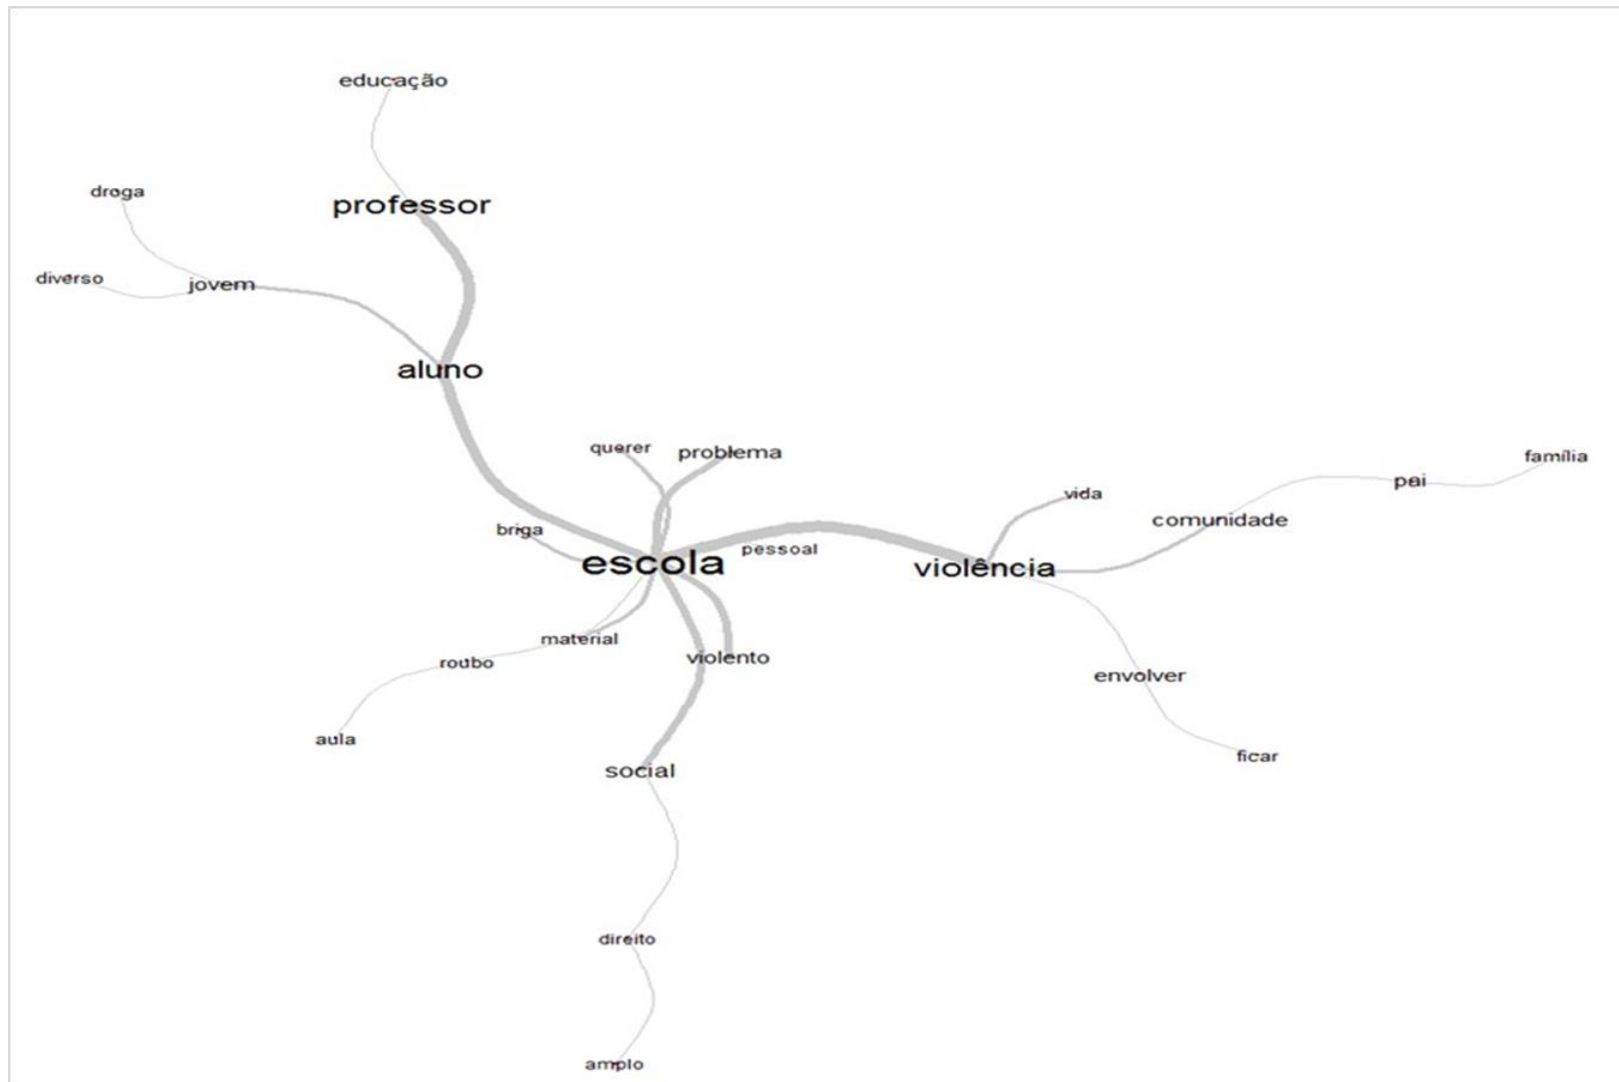 educação
droga
professor
diverso
jovem
aluno
querer
problema
família
pai
vida
comunidade
briga
pessoal
escola
violência
material
violento
roubo
envolver
aula
ficar
social
direito
amplo